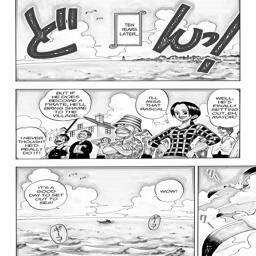 どん!!
TEN
YEARS
LATER...
WELL,
HE'S
FINALLY
SETTING
OUT, EH,
MAYOR?
I'LL
MISS
THAT
RASCAL.
BUT IF
HE DOES
BECOME A
PIRATE, HE'LL
BRING SHAME
TO THE
VILLAGE.
I NEVER
THOUGHT
HE'D
REALLY
DO IT!
WOW!
IT'S A
GOOD
DAY TO
SET OUT TO
SEA!